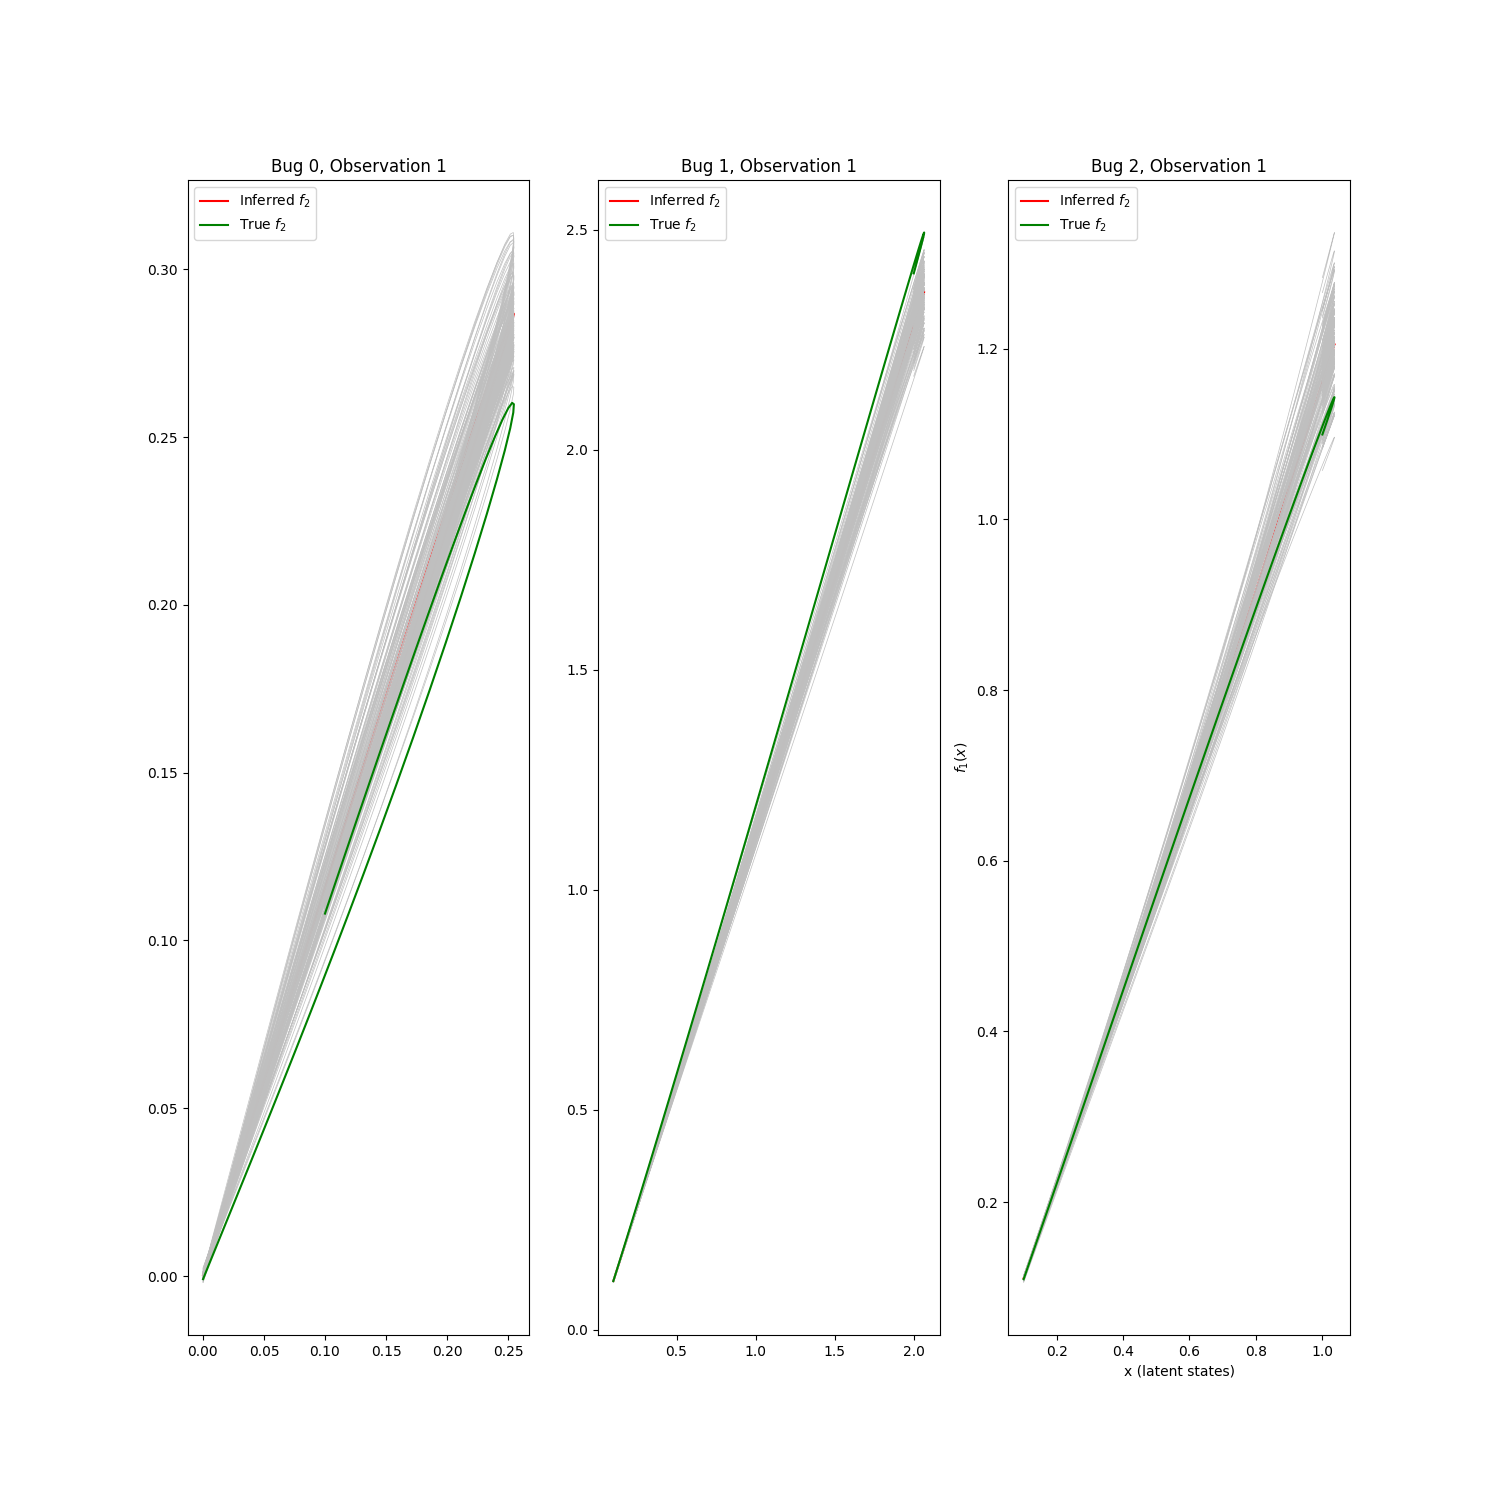 Bug 0, Observation 1
Inferred f₂
True f₂
0.30
0.25
0.20
0.15
0.10
0.05
0.00
0.00 0.05 0.10 0.15 0.20 0.25
Bug 1, Observation 1
Inferred f₂
True f₂
2.5
2.0
1.5
1.0
0.5
0.0
0.5 1.0 1.5 2.0
Bug 2, Observation 1
Inferred f₂
True f₂
f₁(x)
1.2
1.0
0.8
0.6
0.4
0.2
0.2 0.4 0.6 0.8 1.0
x (latent states)